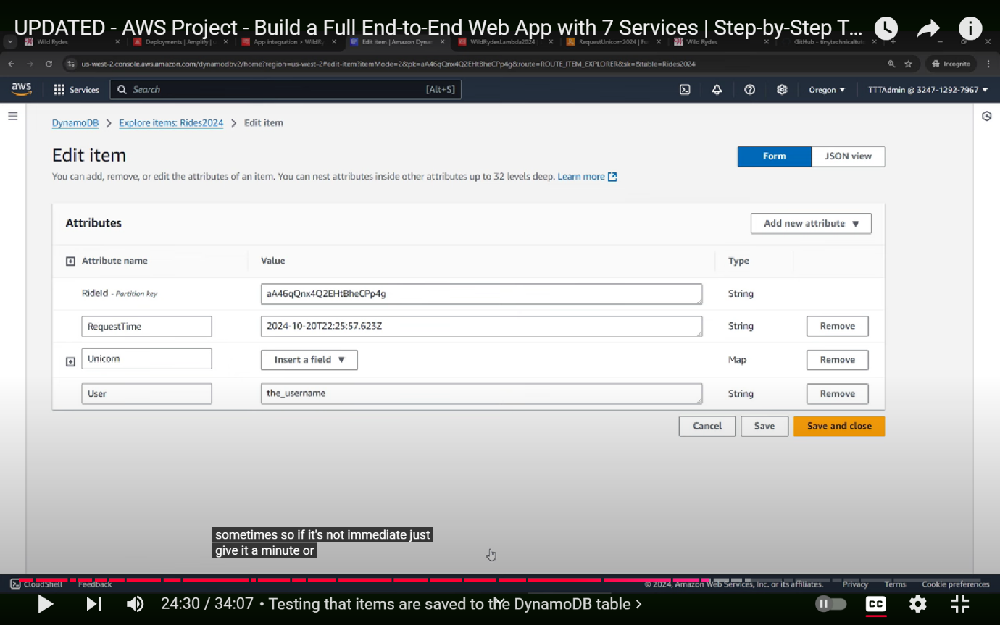 UPDATED - AWS Project - Build a Full End-to-End Web App with 7 Services | Step-by-Step T...
Wild Rydes
Deployments | Amplify | U
App integration > WildRy
Edit item | Amazon Dynam
WildRydesLambda2024 |
RequestUnicorn2024 | Fu
Wild Rydes
GitHub - tinytechnicaltuto
us-west-2.console.aws.amazon.com/dynamodbv2/home?region=us-west-2#edit-item?itemMode=2&pk=aA46qQnx4Q2EHtBheCPp4g&route=ROUTE_ITEM_EXPLORER&sk=&table=Rides2024
Incognito
aws
Services
Search
[Alt+S]
Oregon
TTTAdmin @ 3247-1292-7967
DynamoDB > Explore items: Rides2024 > Edit item
Edit item
Form
JSON view
You can add, remove, or edit the attributes of an item. You can nest attributes inside other attributes up to 32 levels deep. Learn more
Attributes
Add new attribute
Attribute name Value Type
RideId - Partition key aA46qQnx4Q2EHtBheCPp4g String
RequestTime 2024-10-20T22:25:57.623Z String Remove
Unicorn Insert a field Map Remove
User the_username String Remove
Cancel Save Save and close
sometimes so if it's not immediate just
give it a minute or
CloudShell Feedback © 2024, Amazon Web Services, Inc. or its affiliates. Privacy Terms Cookie preferences
24:30 / 34:07 • Testing that items are saved to the DynamoDB table >
CC